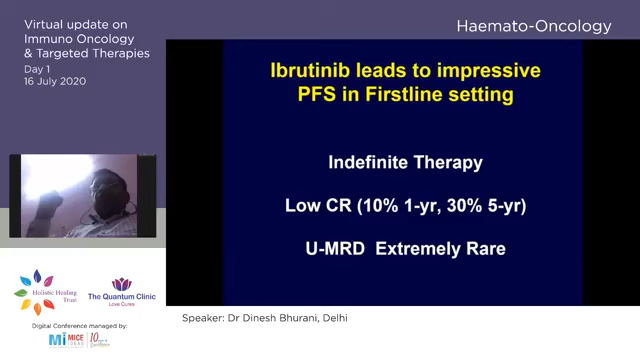 Virtual update on
Immuno Oncology
& Targeted Therapies
Day 1
16 July 2020
Haemato-Oncology
Ibrutinib leads to impressive
PFS in Firstline setting
Indefinite Therapy
Low CR (10% 1-yr, 30% 5-yr)
U-MRD Extremely Rare
Holistic Healing
Trust
The Quantum Clinic
Love Cures
Digital Conference managed by:
Mi MICE
10
Speaker: Dr Dinesh Bhurani, Delhi